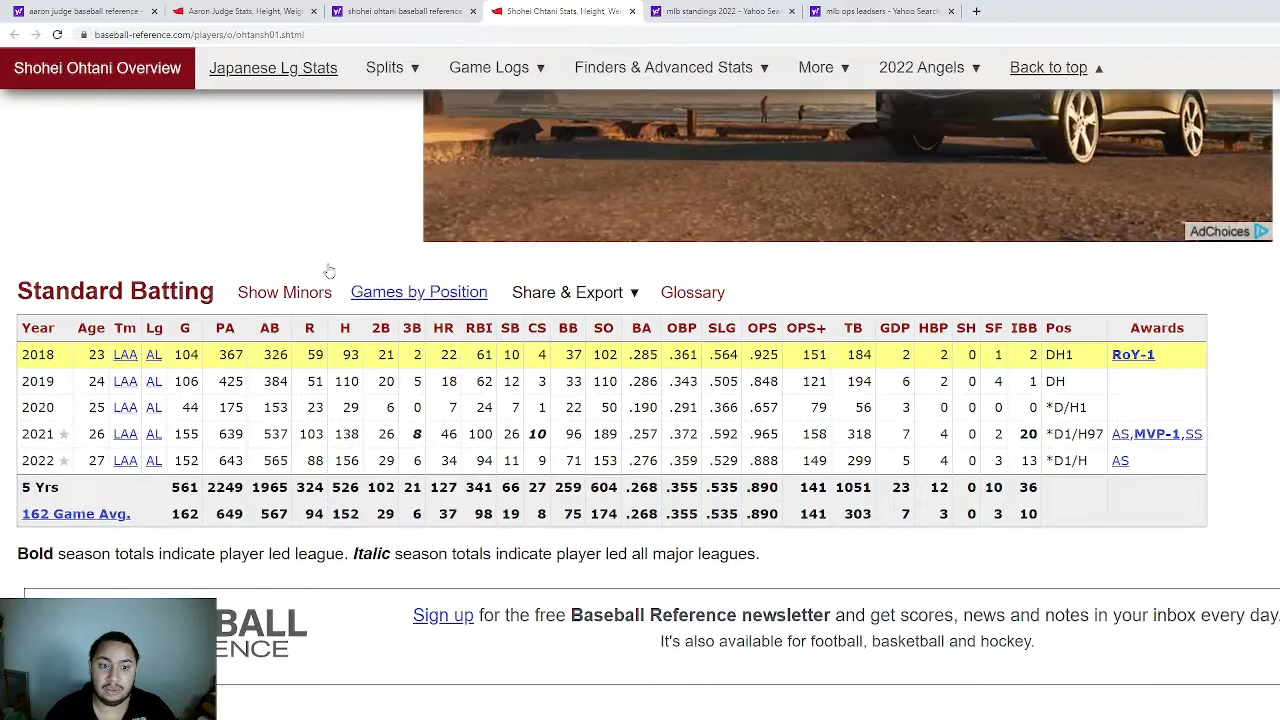 aaron judge baseball reference - × Aaron Judge Stats, Height, Weig × shohei ohtani baseball reference × Shohei Ohtani Stats, Height, Wei × mlb standings 2022 - Yahoo Sea × mlb ops leadsers - Yahoo Search × +
baseball-reference.com/players/o/ohtansh01.shtml
Shohei Ohtani Overview Japanese Lg Stats Splits ▼ Game Logs ▼ Finders & Advanced Stats ▼ More ▼ 2022 Angels ▼ Back to top ▲
AdChoices
Standard Batting Show Minors Games by Position Share & Export ▼ Glossary
Year Age Tm Lg G PA AB R H 2B 3B HR RBI SB CS BB SO BA OBP SLG OPS OPS+ TB GDP HBP SH SF IBB Pos Awards
2018 23 LAA AL 104 367 326 59 93 21 2 22 61 10 4 37 102 .285 .361 .564 .925 151 184 2 2 0 1 2 DH1 RoY-1
2019 24 LAA AL 106 425 384 51 110 20 5 18 62 12 3 33 110 .286 .343 .505 .848 121 194 6 2 0 4 1 DH
2020 25 LAA AL 44 175 153 23 29 6 0 7 24 7 1 22 50 .190 .291 .366 .657 79 56 3 0 0 0 0 *D/H1
2021 ★ 26 LAA AL 155 639 537 103 138 26 8 46 100 26 10 96 189 .257 .372 .592 .965 158 318 7 4 0 2 20 *D1/H97 AS,MVP-1,SS
2022 ★ 27 LAA AL 152 643 565 88 156 29 6 34 94 11 9 71 153 .276 .359 .529 .888 149 299 5 4 0 3 13 *D1/H AS
5 Yrs 561 2249 1965 324 526 102 21 127 341 66 27 259 604 .268 .355 .535 .890 141 1051 23 12 0 10 36
162 Game Avg. 162 649 567 94 152 29 6 37 98 19 8 75 174 .268 .355 .535 .890 141 303 7 3 0 3 10
Bold season totals indicate player led league. Italic season totals indicate player led all major leagues.
BALL
ENCE
Sign up for the free Baseball Reference newsletter and get scores, news and notes in your inbox every day.
It's also available for football, basketball and hockey.